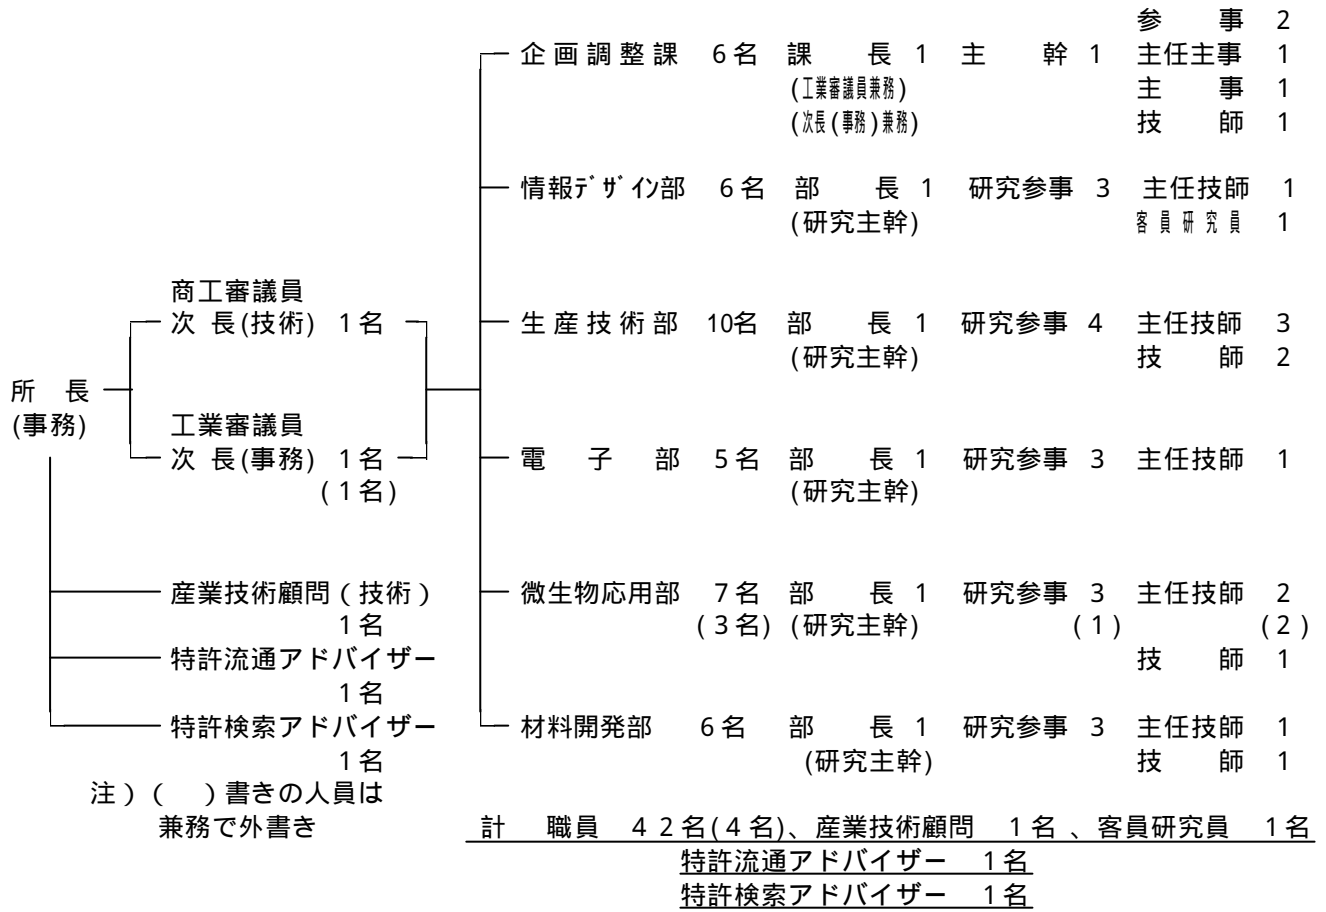 参 事 2
企画調整課 6名 課 長 1 主 幹 1 主任主事 1
(工業審議員兼務) 主 事 1
(次長(事務)兼務) 技 師 1
情報デザイン部 6名 部 長 1 研究参事 3 主任技師 1
(研究主幹) 客員研究員 1
商工審議員
次 長(技術) 1名
生産技術部 10名 部 長 1 研究参事 4 主任技師 3
(研究主幹) 技 師 2
所 長
(事務)
工業審議員
次 長(事務) 1名
(1名)
電 子 部 5名 部 長 1 研究参事 3 主任技師 1
(研究主幹)
産業技術顧問(技術)
1名
特許流通アドバイザー
1名
特許検索アドバイザー
1名
微生物応用部 7名 部 長 1 研究参事 3 主任技師 2
(3名) (研究主幹) (1) (2)
技 師 1
材料開発部 6名 部 長 1 研究参事 3 主任技師 1
(研究主幹) 技 師 1
注)( )書きの人員は
兼務で外書き
計 職員 42名(4名)、産業技術顧問 1名、客員研究員 1名
特許流通アドバイザー 1名
特許検索アドバイザー 1名